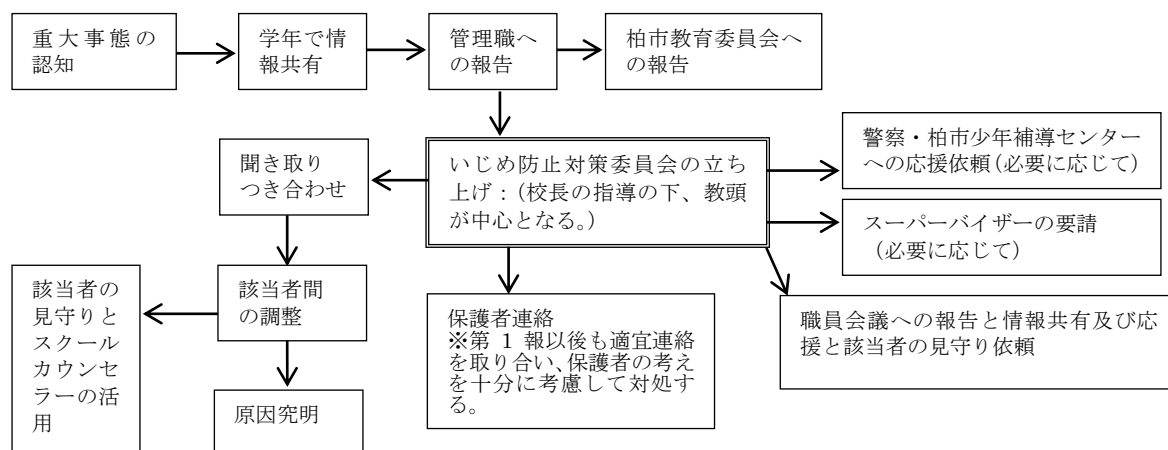 重大事態の
認知
学年で情
報共有
管理職へ
の報告
柏市教育委員会へ
の報告
警察・柏市少年補導センター
への応援依頼(必要に応じて)
聞き取り
つき合わせ
いじめ防止対策委員会の立ち
上げ：(校長の指導の下、教頭
が中心となる。)
スーパーバイザーの要請
（必要に応じて）
該当者の
見守りと
スクール
カウンセ
ラーの活
用
該当者間
の調整
保護者連絡
※第 1 報以後も適宜連絡
を取り合い、保護者の考え
を十分に考慮して対処す
る。
職員会議への報告と情報共有及び応
援と該当者の見守り依頼
原因究明